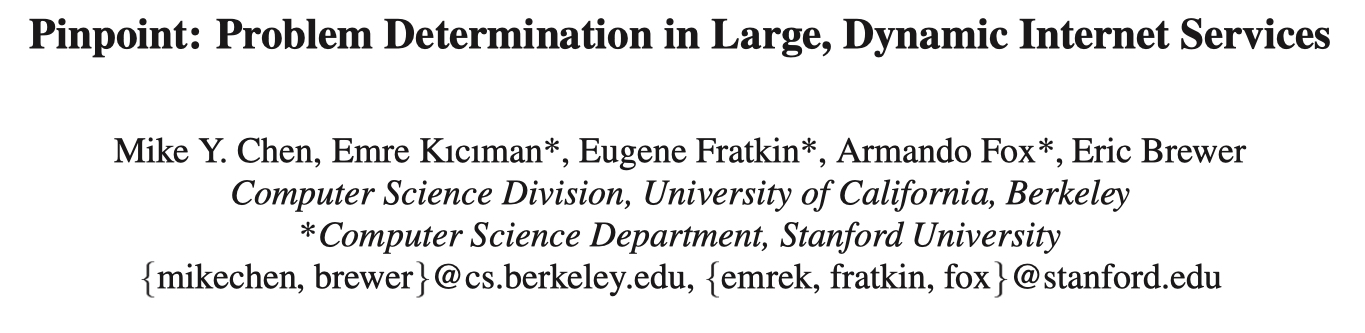 Pinpoint: Problem Determination in Large, Dynamic Internet Services
Mike Y. Chen, Emre Kıcıman*, Eugene Fratkin*, Armando Fox*, Eric Brewer
Computer Science Division, University of California, Berkeley
*Computer Science Department, Stanford University
{mikechen, brewer}@cs.berkeley.edu, {emrek, fratkin, fox}@stanford.edu